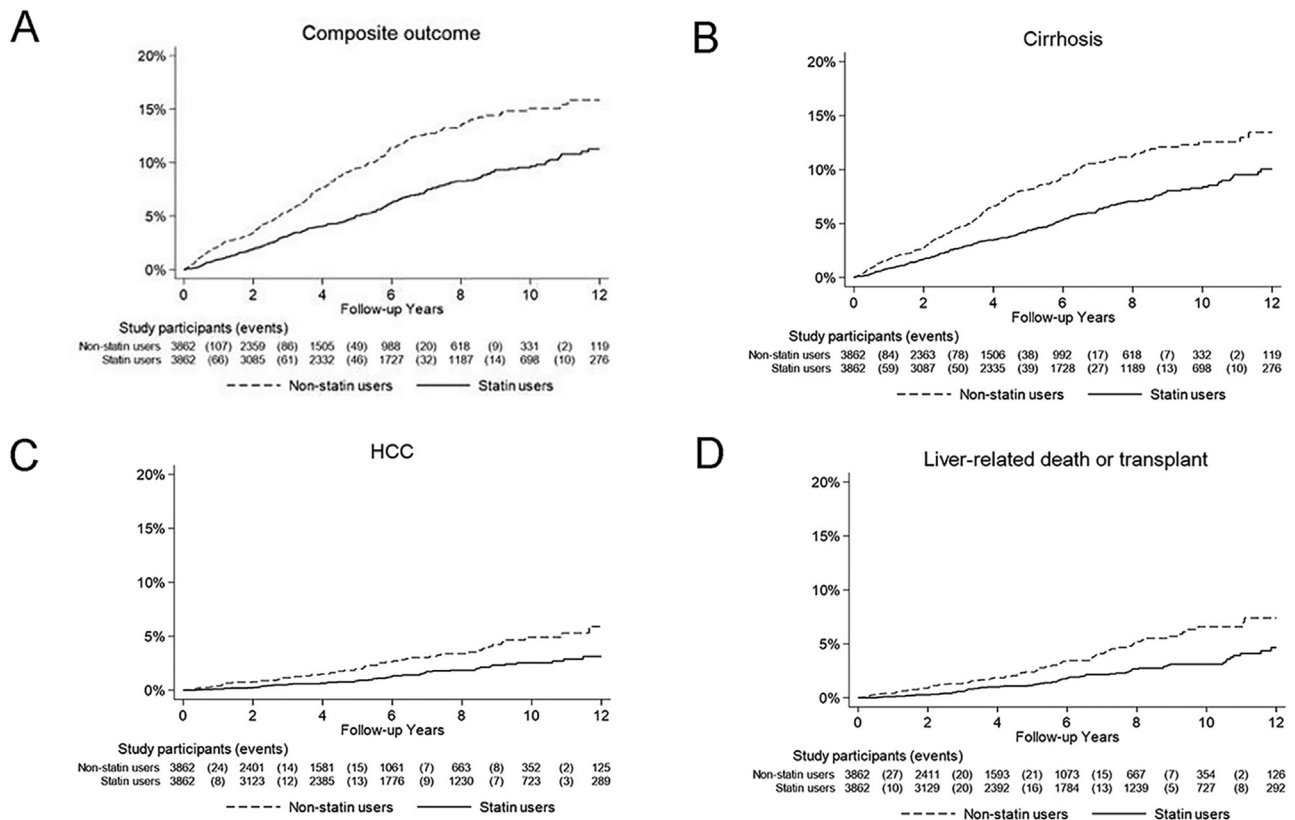 A
Composite outcome
20%
15%
10%
5%
0%
0 2 4 6 8 10 12
Follow-up Years
Study participants (events)
Non-statin users 3862 (107) 2359 (86) 1505 (49) 988 (20) 618 (9) 331 (2) 119
Statin users 3862 (66) 3085 (61) 2332 (46) 1727 (32) 1187 (14) 698 (10) 276
Non-statin users Statin users
B
Cirrhosis
20%
15%
10%
5%
0%
0 2 4 6 8 10 12
Follow-up Years
Study participants (events)
Non-statin users 3862 (84) 2363 (78) 1506 (38) 992 (17) 618 (7) 332 (2) 119
Statin users 3862 (59) 3087 (50) 2335 (39) 1728 (27) 1189 (13) 698 (10) 276
Non-statin users Statin users
C
HCC
20%
15%
10%
5%
0%
0 2 4 6 8 10 12
Follow-up Years
Study participants (events)
Non-statin users 3862 (24) 2401 (14) 1581 (15) 1061 (7) 663 (8) 352 (2) 125
Statin users 3862 (8) 3123 (12) 2385 (13) 1776 (9) 1230 (7) 723 (3) 289
Non-statin users Statin users
D
Liver-related death or transplant
20%
15%
10%
5%
0%
0 2 4 6 8 10 12
Follow-up Years
Study participants (events)
Non-statin users 3862 (27) 2411 (20) 1593 (21) 1073 (15) 667 (7) 354 (2) 126
Statin users 3862 (10) 3129 (20) 2392 (16) 1784 (13) 1239 (5) 727 (8) 292
Non-statin users Statin users